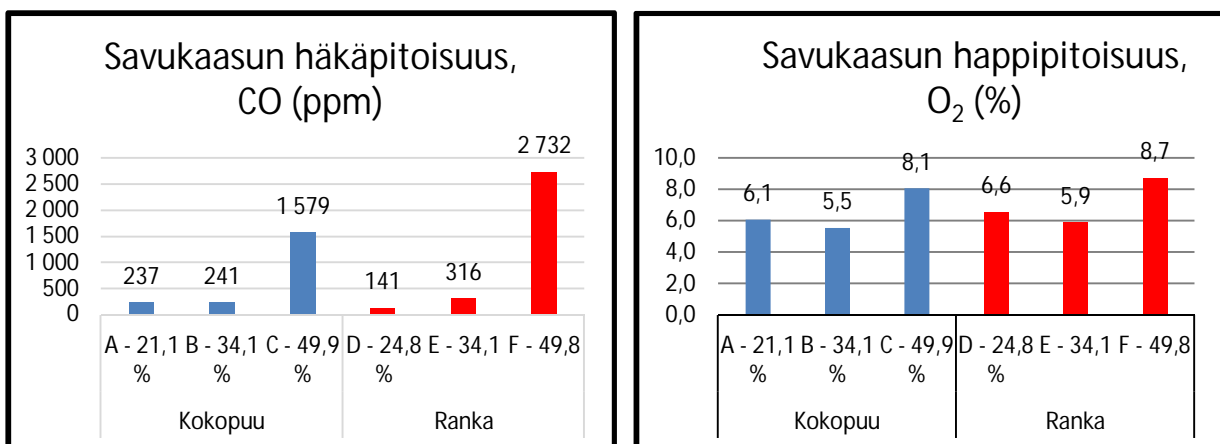 Savukaasun häkäpitoisuus,
CO (ppm)
3 000
2 500
2 000
1 500
1 000
500
0
237
241
1 579
141
316
2 732
A - 21,1 B - 34,1 C - 49,9 D - 24,8 E - 34,1 F - 49,8
% % % %
Kokopuu Ranka
Savukaasun happipitoisuus,
O₂ (%)
10,0
8,0
6,0
4,0
2,0
0,0
6,1
5,5
8,1
6,6
5,9
8,7
A - 21,1 B - 34,1 C - 49,9 D - 24,8 E - 34,1 F - 49,8
% % % %
Kokopuu Ranka